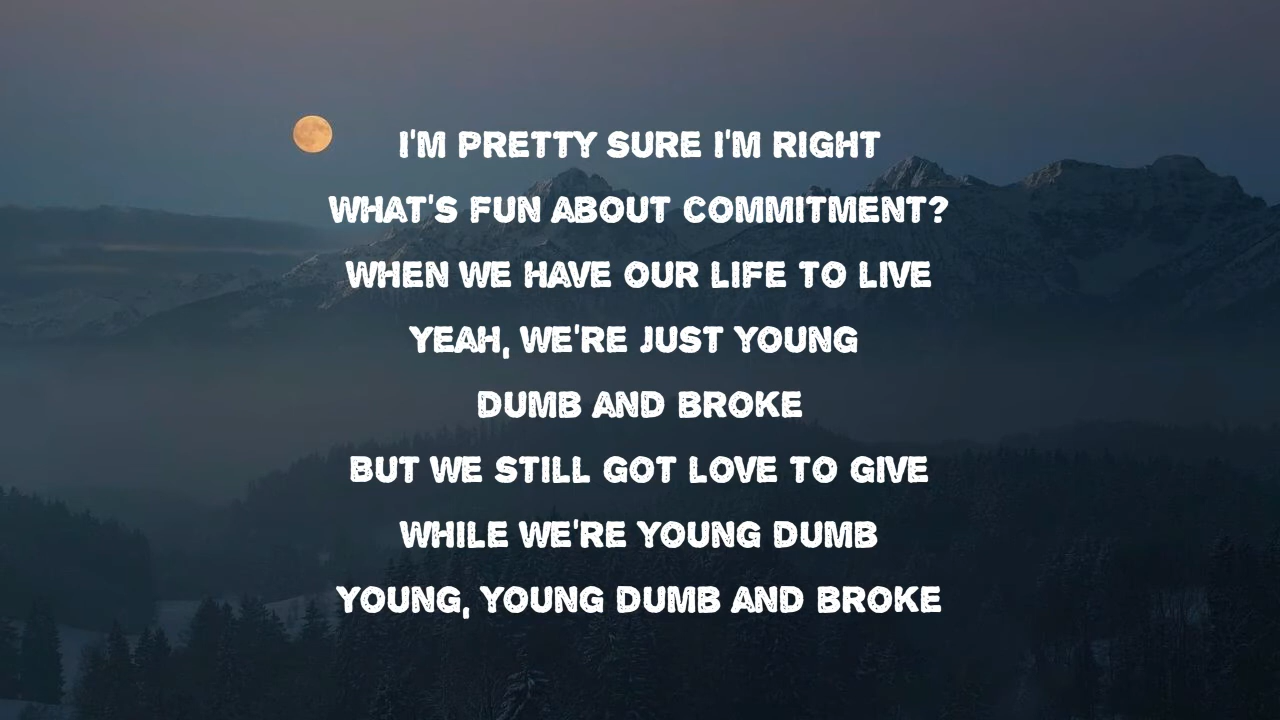 I'M PRETTY SURE I'M RIGHT
WHAT'S FUN ABOUT COMMITMENT?
WHEN WE HAVE OUR LIFE TO LIVE
YEAH, WE'RE JUST YOUNG
DUMB AND BROKE
BUT WE STILL GOT LOVE TO GIVE
WHILE WE'RE YOUNG DUMB
YOUNG, YOUNG DUMB AND BROKE